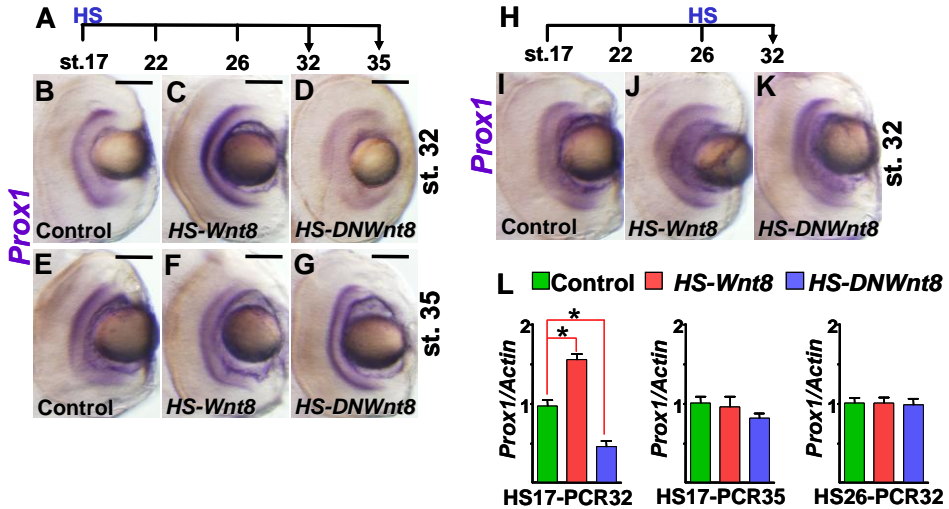 A
HS
st.17 22 26 32 35
B
C
D
Prox1
Control
HS-Wnt8
HS-DNWnt8
st. 32
E
F
G
Control
HS-Wnt8
HS-DNWnt8
st. 35
H
HS
st.17 22 26 32
I
J
K
Prox1
Control
HS-Wnt8
HS-DNWnt8
st. 32
L
Control HS-Wnt8 HS-DNWnt8
Prox1/Actin
2
1
* 
*
HS17-PCR32
Prox1/Actin
2
1
HS17-PCR35
Prox1/Actin
2
1
HS26-PCR32